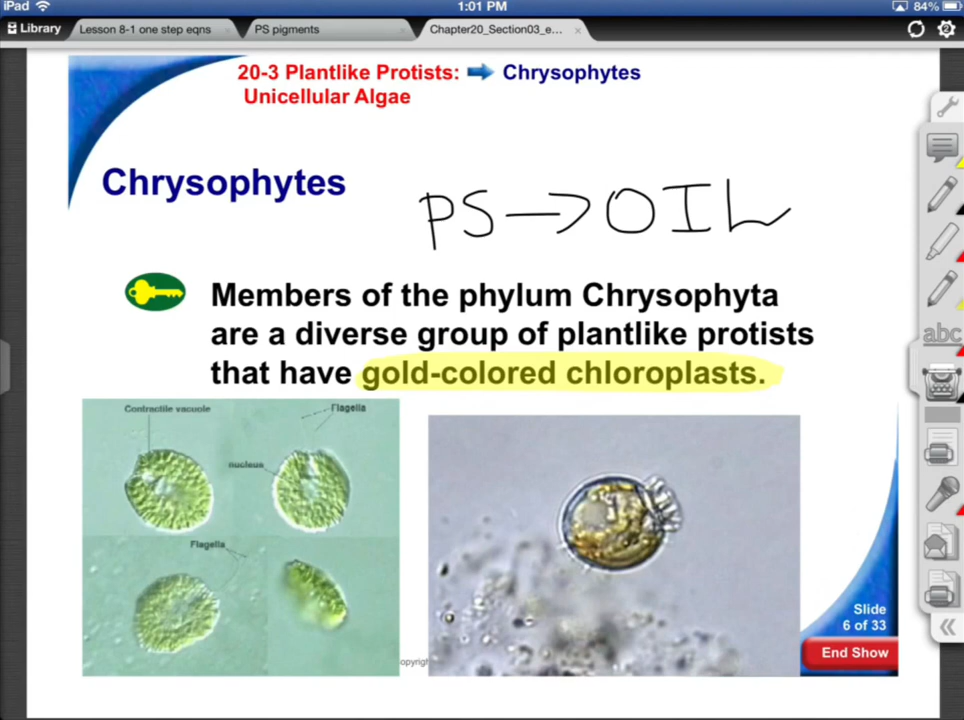 iPad
1:01 PM
84%
Library
Lesson 8-1 one step eqns
PS pigments
Chapter20_Section03_e...
2
20-3 Plantlike Protists:
Unicellular Algae
Chrysophytes
Chrysophytes
PS → OIL
Members of the phylum Chrysophyta
are a diverse group of plantlike protists
that have gold-colored chloroplasts.
abc
Contractile vacuole
Flagella
nucleus
Flagella
Slide
6 of 33
End Show